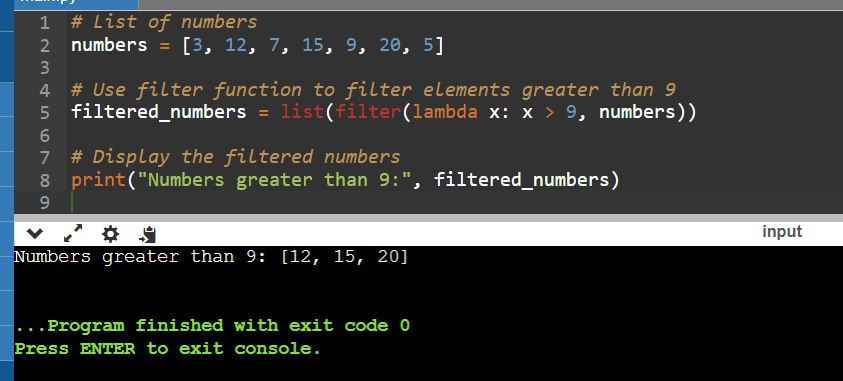 main.py
1 # List of numbers
2 numbers = [3, 12, 7, 15, 9, 20, 5]
3
4 # Use filter function to filter elements greater than 9
5 filtered_numbers = list(filter(lambda x: x > 9, numbers))
6
7 # Display the filtered numbers
8 print("Numbers greater than 9:", filtered_numbers)
9
input
Numbers greater than 9: [12, 15, 20]
...Program finished with exit code 0
Press ENTER to exit console.